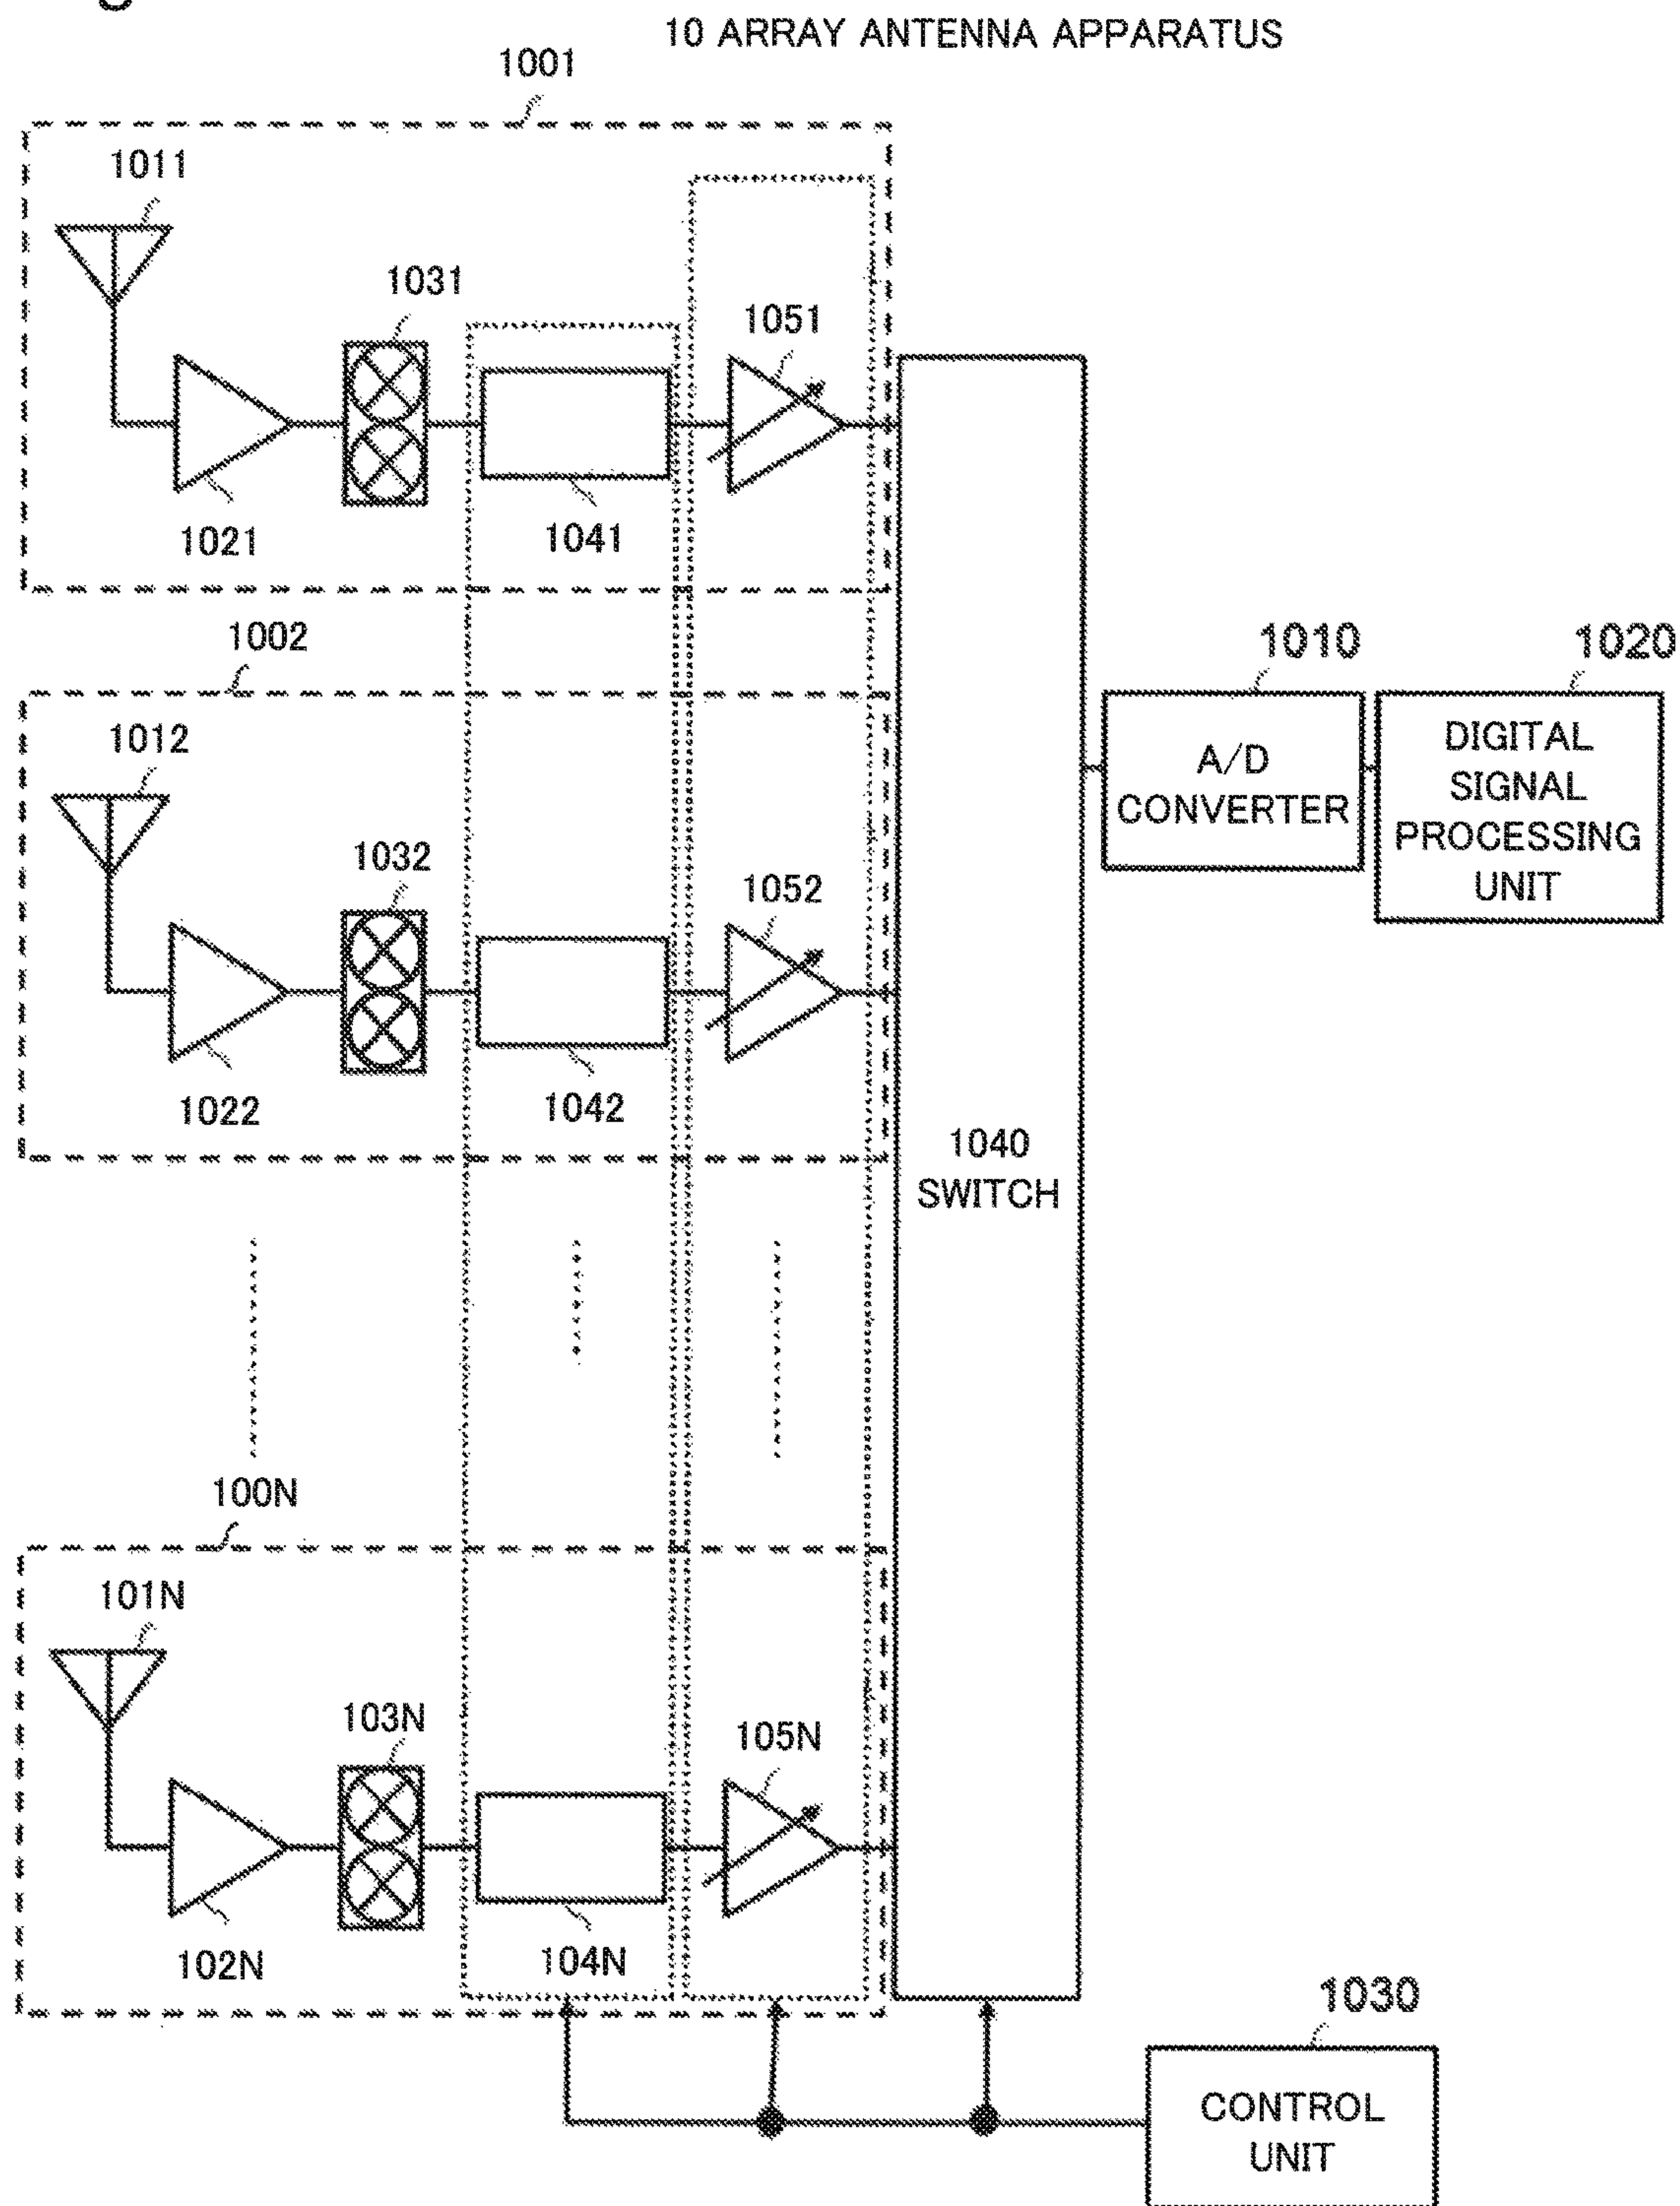 10 ARRAY ANTENNA APPARATUS
1001
1011
1031
1051
1021
1041
1002
1010
1020
1012
A/D
CONVERTER
DIGITAL
SIGNAL
PROCESSING
UNIT
1032
1052
1022
1042
1040
SWITCH
100N
101N
103N
105N
102N
104N
1030
CONTROL
UNIT